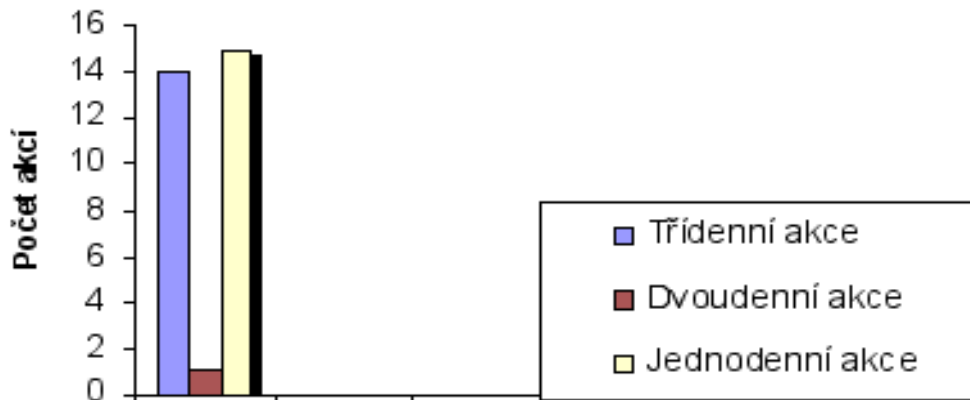 16
14
12
10
8
6
4
2
0
Počet akcí
Třídenní akce
Dvoudenní akce
Jednodenní akce